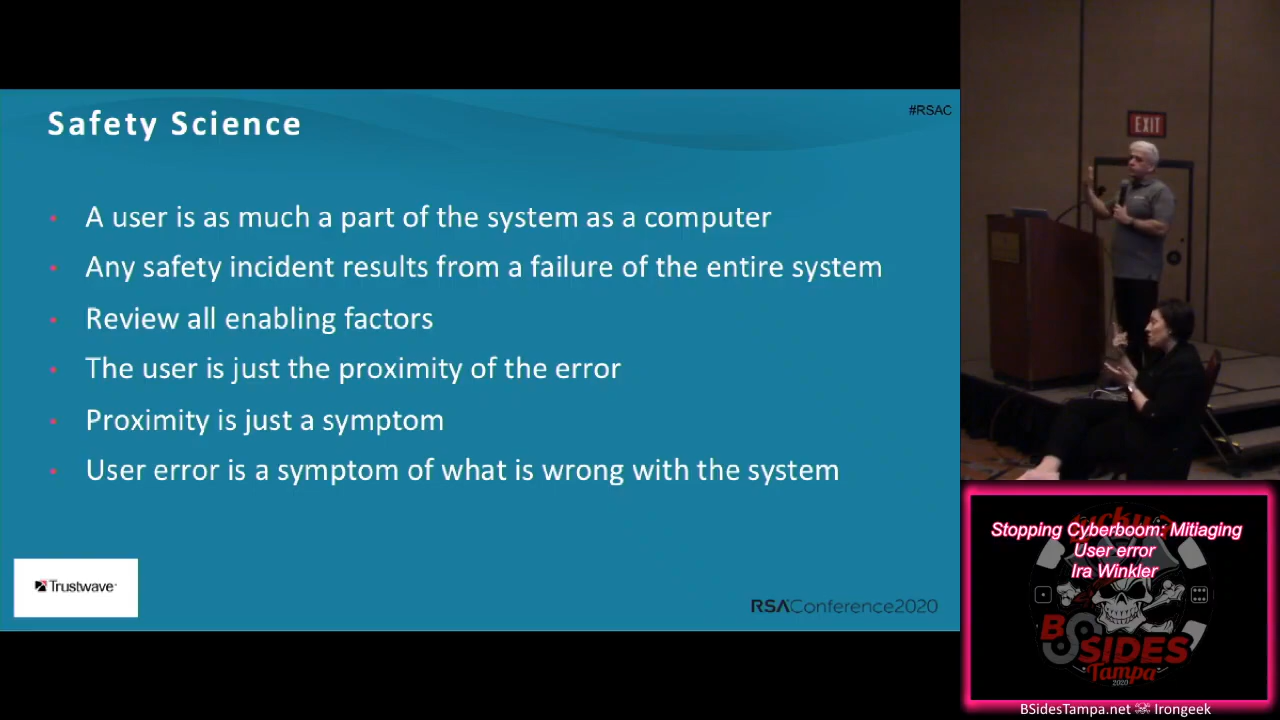 Safety Science
#RSAC
• A user is as much a part of the system as a computer
• Any safety incident results from a failure of the entire system
• Review all enabling factors
• The user is just the proximity of the error
• Proximity is just a symptom
• User error is a symptom of what is wrong with the system
Trustwave
RSAConference2020
EXIT
Stopping Cyberboom: Mitiaging
User error
Ira Winkler
B SIDES
Tampa
2020
BSidesTampa.net Irongeek